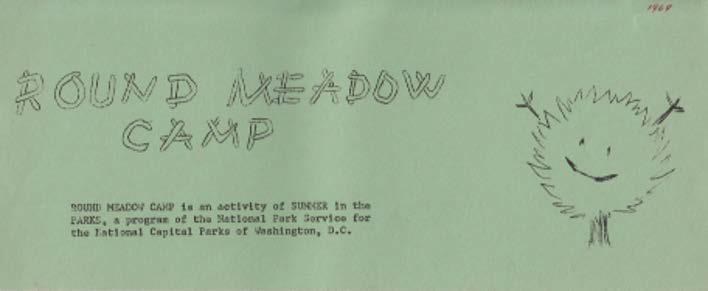 1969
ROUND MEADOW
CAMP
ROUND MEADOW CAMP is an activity of SUMMER in the
PARKS, a program of the National Park Service for
the National Capital Parks of Washington, D.C.